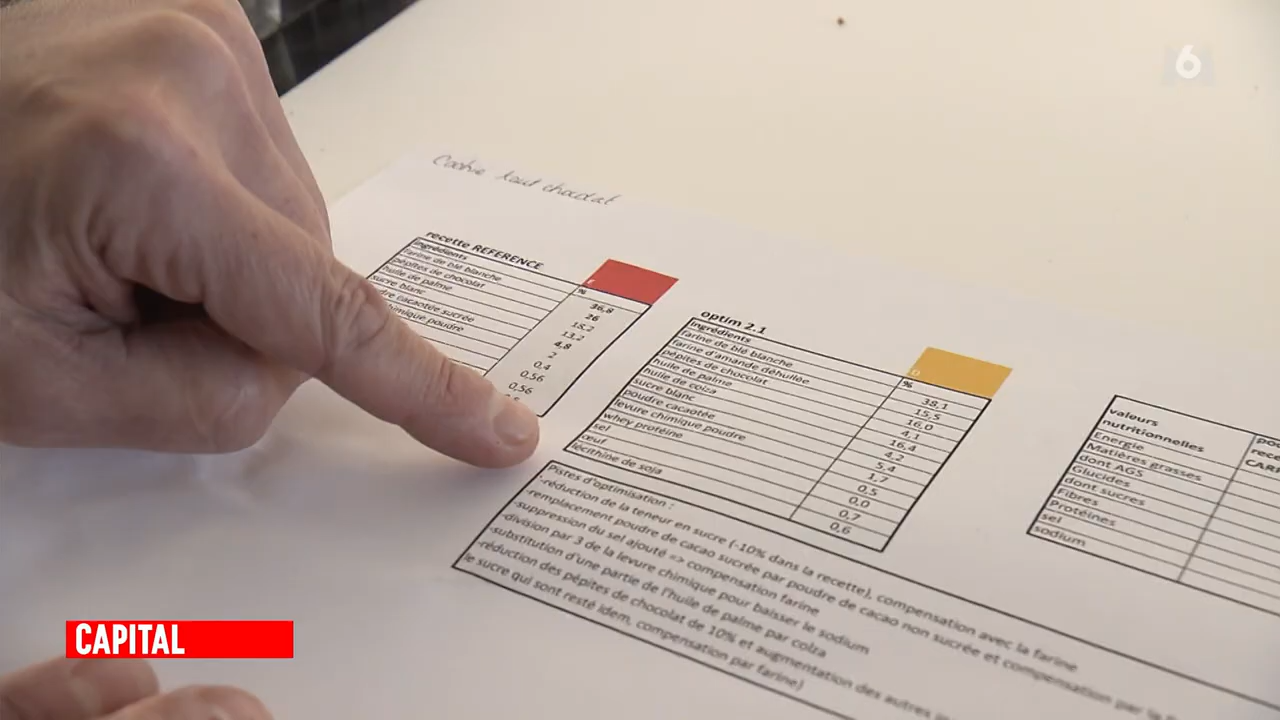 6
Cookie tout chocolat
recette REFERENCE
ingrédients %
farine de blé blanche 36,8
pépites de chocolat 26
huile de palme 18,2
sucre blanc 13,2
dre cacaotée sucrée 4,8
chimique poudre 2
0,4
0,56
0,56
E
optim 2.1
D
ingrédients %
farine de blé blanche 38,1
farine d'amande déhuilée 15,5
pépites de chocolat 16,0
huile de palme 4,1
huile de colza 16,4
sucre blanc 4,2
poudre cacaotée 5,4
levure chimique poudre 1,7
whey protéine 0,5
sel 0,0
œuf 0,7
lécithine de soja 0,6
valeurs
nutritionnelles
Energie
Matières grasses
dont AGS
Glucides
dont sucres
Fibres
Protéines
sel
sodium
Pistes d'optimisation :
-réduction de la teneur en sucre (-10% dans la recette), compensation avec la farine
-remplacement poudre de cacao sucrée par poudre de cacao non sucrée et compensation par la
-suppression du sel ajouté => compensation farine
-division par 3 de la levure chimique pour baisser le sodium
-substitution d'une partie de l'huile de palme par colza
-réduction des pépites de chocolat de 10% et augmentation des autres
le sucre qui sont resté idem, compensation par farine)
CAPITAL